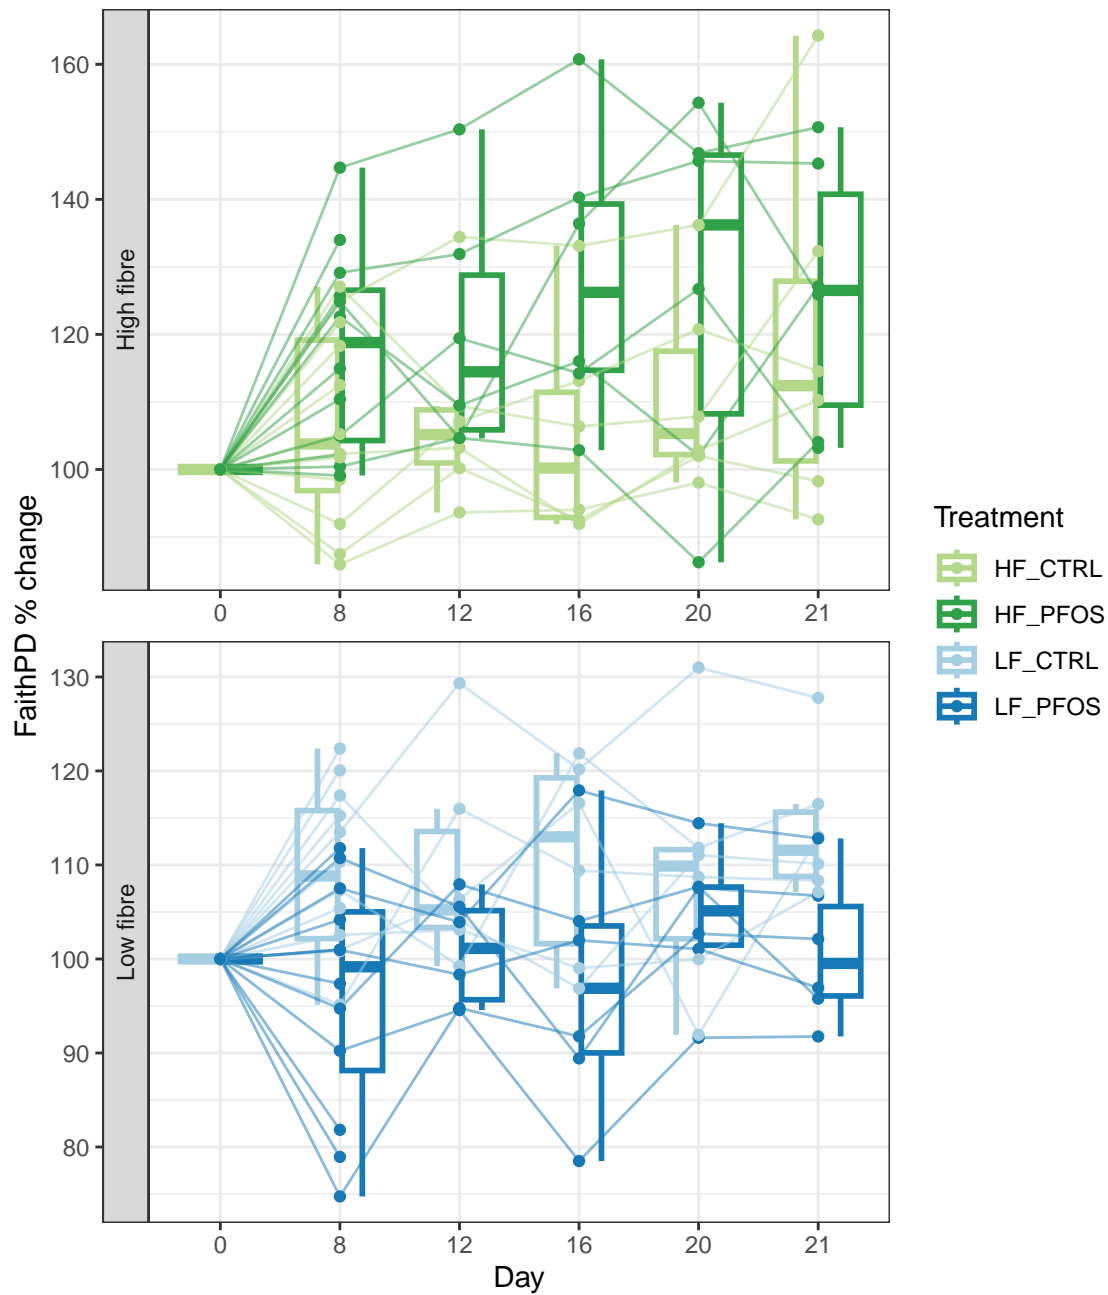 FaithPD % change
High fibre
160
140
120
100
0 8 12 16 20 21
Low fibre
130
120
110
100
90
80
0 8 12 16 20 21
Day
Treatment
HF_CTRL
HF_PFOS
LF_CTRL
LF_PFOS